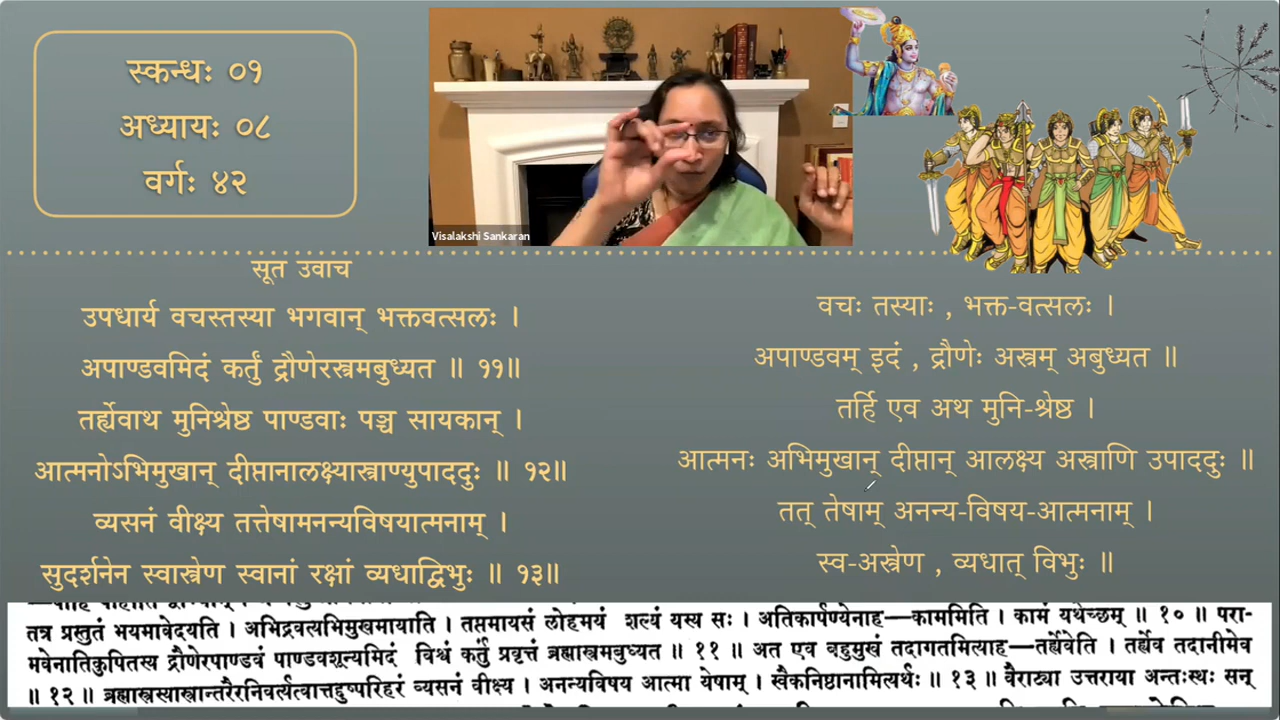 स्कन्धः ०१
अध्यायः ०८
वर्गः ४२
Visalakshi Sankaran
सूत उवाच
उपधार्य वचस्तस्या भगवान् भक्तवत्सलः ।
अपाण्डवमिदं कर्तुं द्रौणेरस्त्रमबुध्यत ॥ ११॥
तर्ह्येवाथ मुनिश्रेष्ठ पाण्डवाः पञ्च सायकान् ।
आत्मनोऽभिमुखान् दीप्तानालक्ष्यास्त्राण्युपाददुः ॥ १२॥
व्यसनं वीक्ष्य तत्तेषामनन्यविषयात्मनाम् ।
सुदर्शनेन स्वास्त्रेण स्वानां रक्षां व्यधाद्विभुः ॥ १३॥
वचः तस्याः , भक्त-वत्सलः ।
अपाण्डवम् इदं , द्रौणेः अस्त्रम् अबुध्यत ॥
तर्हि एव अथ मुनि-श्रेष्ठ ।
आत्मनः अभिमुखान् दीप्तान् आलक्ष्य अस्त्राणि उपाददुः ॥
तत् तेषाम् अनन्य-विषय-आत्मनाम् ।
स्व-अस्त्रेण , व्यधात् विभुः ॥
तत्र प्रस्तुतं भयमावेदयति । अभिद्रवत्यभिमुखमायाति । तप्तमायसं लोहमयं शल्यं यस्य सः । अतिकार्पण्येनाह—काममिति । कामं यथेच्छम् ॥ १० ॥ परा-
मवेनातिकुपितस्य द्रौणेरपाण्डवं पाण्डवशून्यमिदं विश्वं कर्तुं प्रवृत्तं ब्रह्मास्त्रमबुध्यत ॥ ११ ॥ अत एव बहुमुखं तदागतमित्याह—तर्ह्येवेति । तर्ह्येव तदानीमेव
॥ १२ ॥ ब्रह्मास्त्रस्यास्त्रान्तरैरनिवर्त्यत्वात्तद्दुष्परिहरं व्यसनं वीक्ष्य । अनन्यविषय आत्मा येषाम् । स्वैकनिष्ठानामित्यर्थः ॥ १३ ॥ वैराट्या उत्तराया अन्तःस्थः सन्